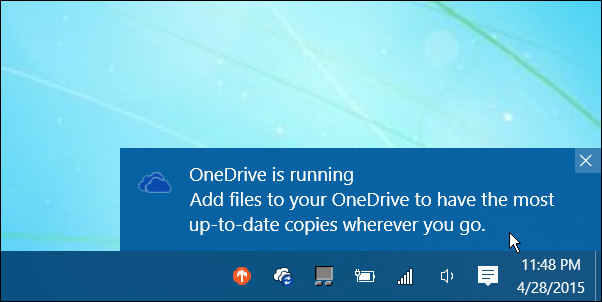 OneDrive is running
Add files to your OneDrive to have the most
up-to-date copies wherever you go.
11:48 PM
4/28/2015